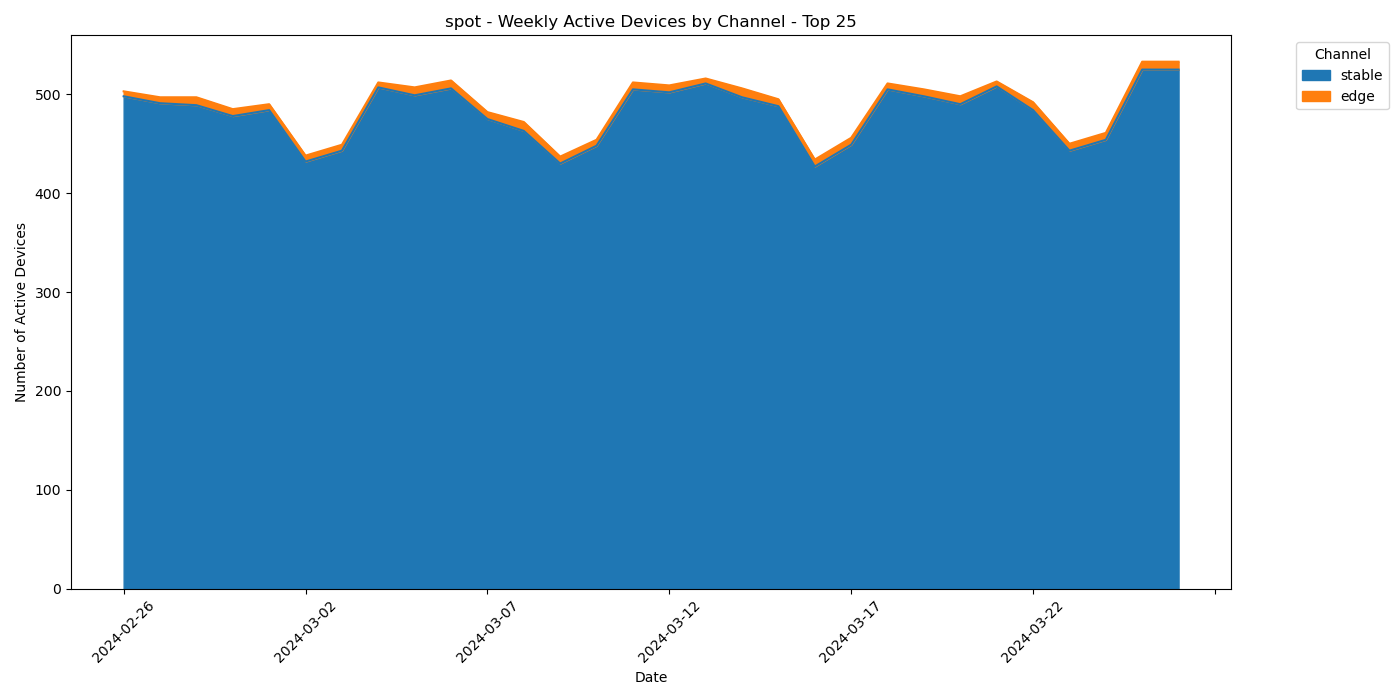 spot - Weekly Active Devices by Channel - Top 25
Channel
stable
edge
Number of Active Devices
500
400
300
200
100
0
2024-02-26
2024-03-02
2024-03-07
2024-03-12
2024-03-17
2024-03-22
Date